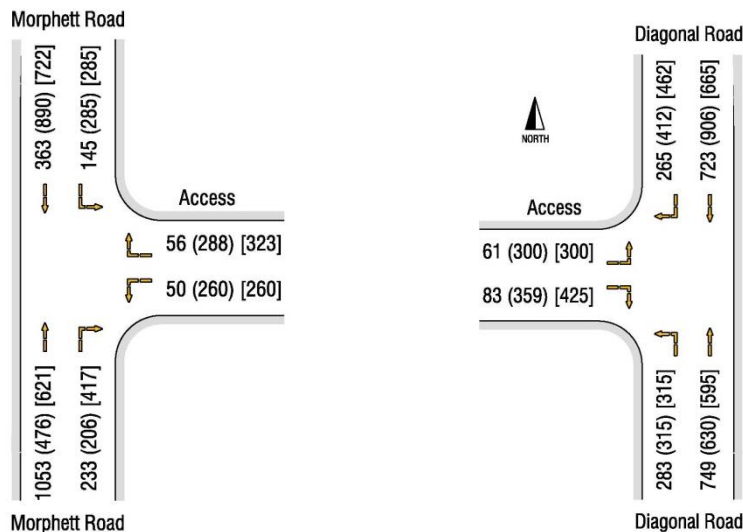 Morphett Road
363 (890) [722]
145 (285) [285]
Access
56 (288) [323]
50 (260) [260]
1053 (476) [621]
233 (206) [417]
Morphett Road
NORTH
Diagonal Road
265 (412) [462]
723 (906) [665]
Access
61 (300) [300]
83 (359) [425]
283 (315) [315]
749 (630) [595]
Diagonal Road